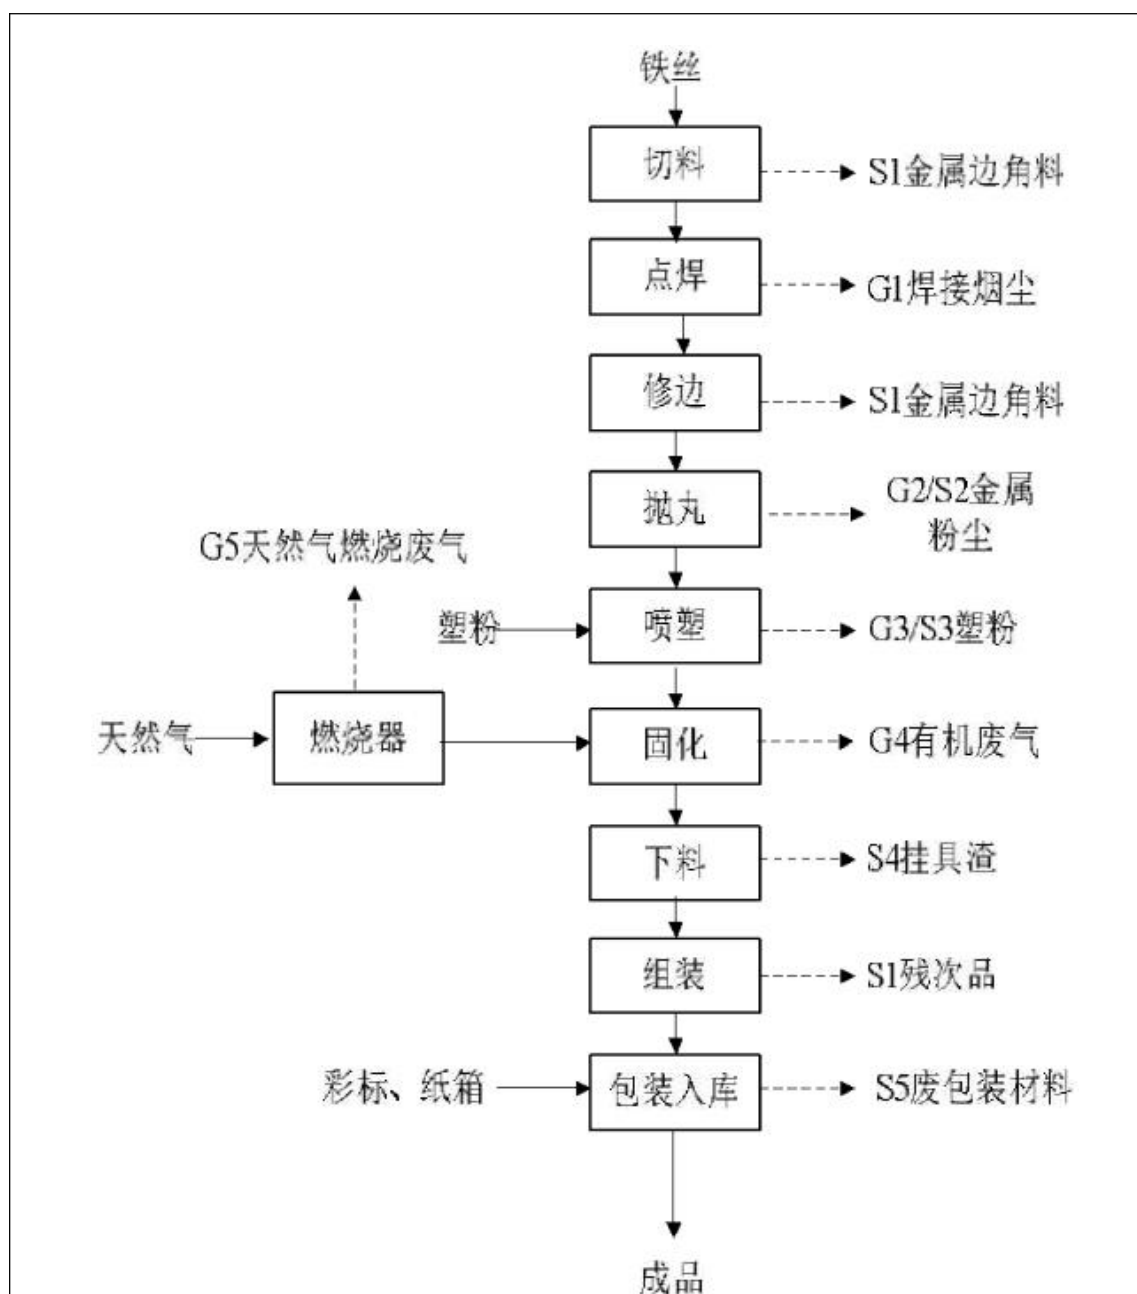 铁丝
切料
S1金属边角料
点焊
G1焊接烟尘
修边
S1金属边角料
抛丸
G2/S2金属
粉尘
G5天然气燃烧废气
塑粉
喷塑
G3/S3塑粉
天然气
燃烧器
固化
G4有机废气
下料
S4挂具渣
组装
S1残次品
彩标、纸箱
包装入库
S5废包装材料
成品